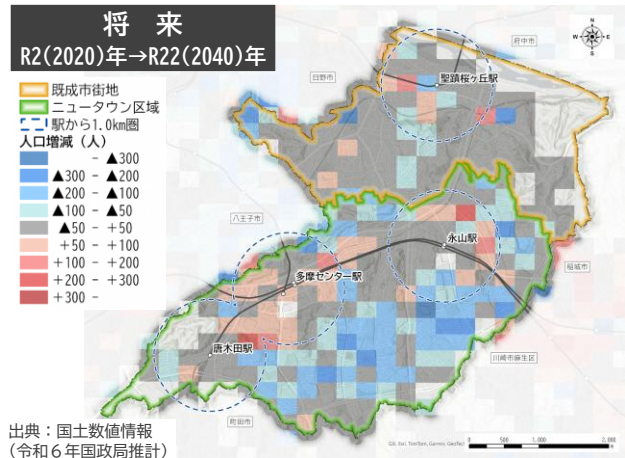 将　来
R2(2020)年→R22(2040)年
既成市街地
ニュータウン区域
駅から1.0km圏
人口増減（人）
- ▲300
▲300 - ▲200
▲200 - ▲100
▲100 - ▲50
▲50 - +50
+50 - +100
+100 - +200
+200 - +300
+300 -
N
W
E
S
府中市
日野市
聖蹟桜ヶ丘駅
八王子市
永山駅
稲城市
多摩センター駅
唐木田駅
川崎市麻生区
町田市
出典：国土数値情報
（令和６年国政局推計）
0
500
1,000
2,000